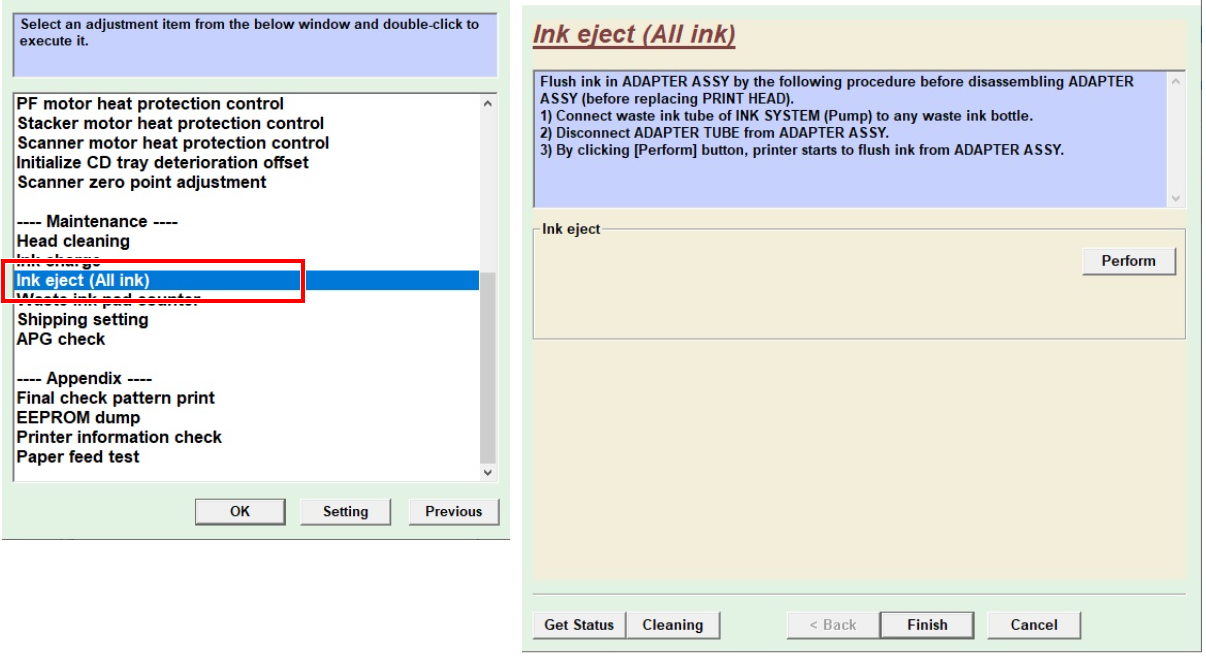 Select an adjustment item from the below window and double-click to
execute it.
PF motor heat protection control
Stacker motor heat protection control
Scanner motor heat protection control
Initialize CD tray deterioration offset
Scanner zero point adjustment
---- Maintenance ----
Head cleaning
Ink charge
Ink eject (All ink)
Waste ink pad counter
Shipping setting
APG check
---- Appendix ----
Final check pattern print
EEPROM dump
Printer information check
Paper feed test
OK
Setting
Previous
Ink eject (All ink)
Flush ink in ADAPTER ASSY by the following procedure before disassembling ADAPTER
ASSY (before replacing PRINT HEAD).
1) Connect waste ink tube of INK SYSTEM (Pump) to any waste ink bottle.
2) Disconnect ADAPTER TUBE from ADAPTER ASSY.
3) By clicking [Perform] button, printer starts to flush ink from ADAPTER ASSY.
Ink eject
Perform
Get Status
Cleaning
< Back
Finish
Cancel